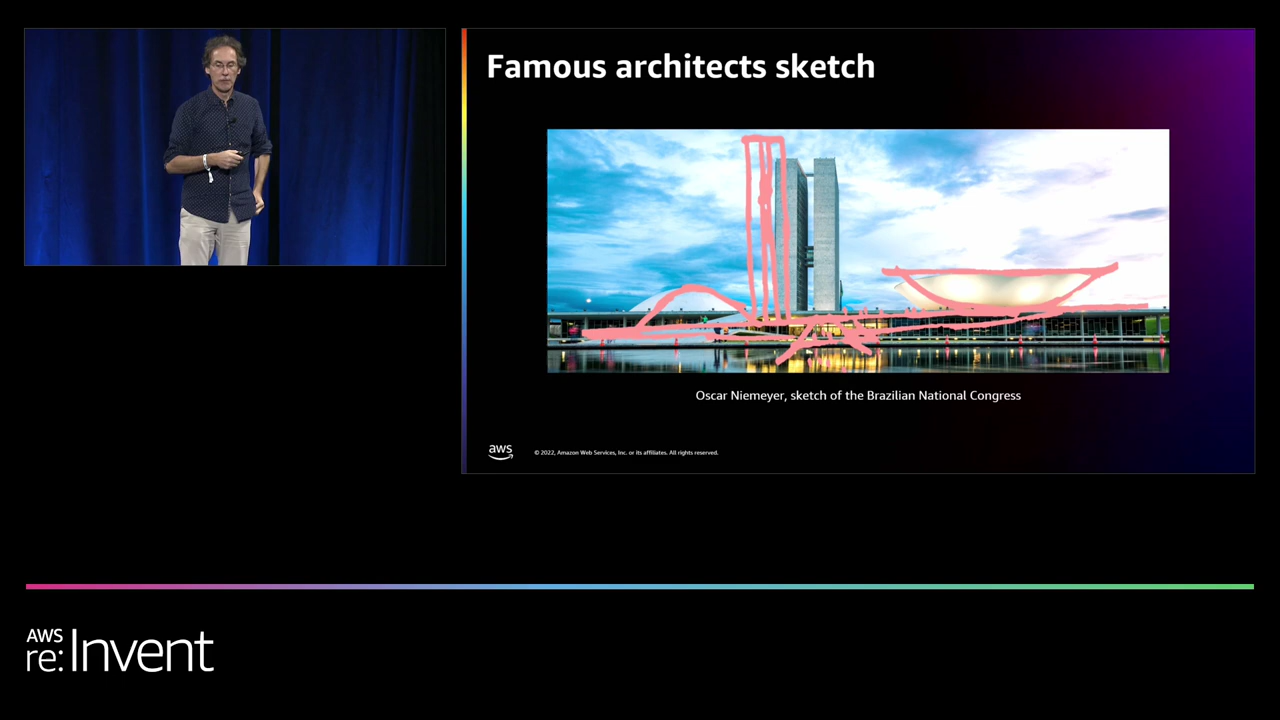 Famous architects sketch
Oscar Niemeyer, sketch of the Brazilian National Congress
aws
© 2022, Amazon Web Services, Inc. or its affiliates. All rights reserved.
AWS
re:Invent